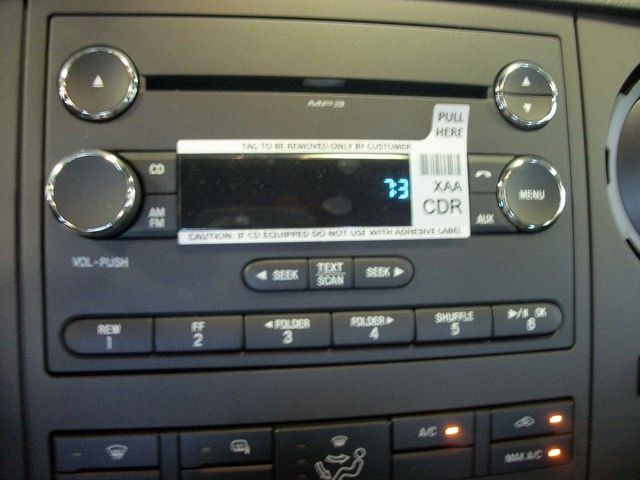 MP3
PULL
HERE
TAG TO BE REMOVED ONLY BY CUSTOMER
CD
73
XAA
CDR
MENU
AM
FM
AUX
CAUTION: IF CD EQUIPPED DO NOT USE WITH ADHESIVE LABEL
VOL-PUSH
◄ SEEK
TEXT
SCAN
SEEK ►
REW
1
FF
2
◄FOLDER
3
FOLDER►
4
SHUFFLE
5
►/II OK
6
A/C
MAX A/C